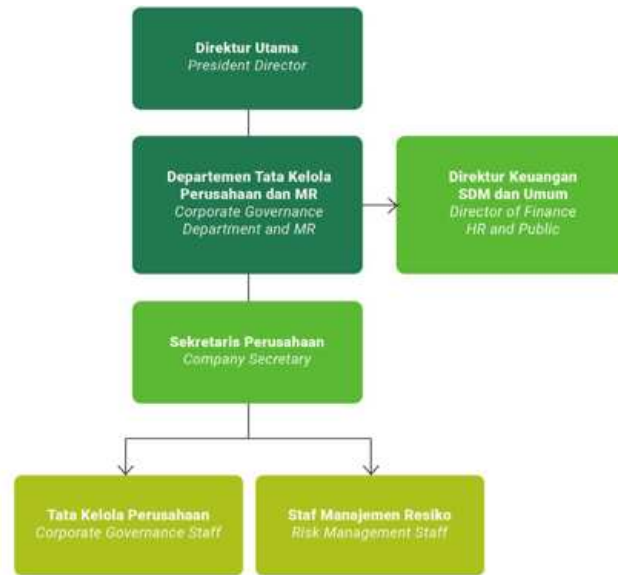 Direktur Utama
President Director
Departemen Tata Kelola
Perusahaan dan MR
Corporate Governance
Department and MR
Direktur Keuangan
SDM dan Umum
Director of Finance
HR and Public
Sekretaris Perusahaan
Company Secretary
Tata Kelola Perusahaan
Corporate Governance Staff
Staf Manajemen Resiko
Risk Management Staff